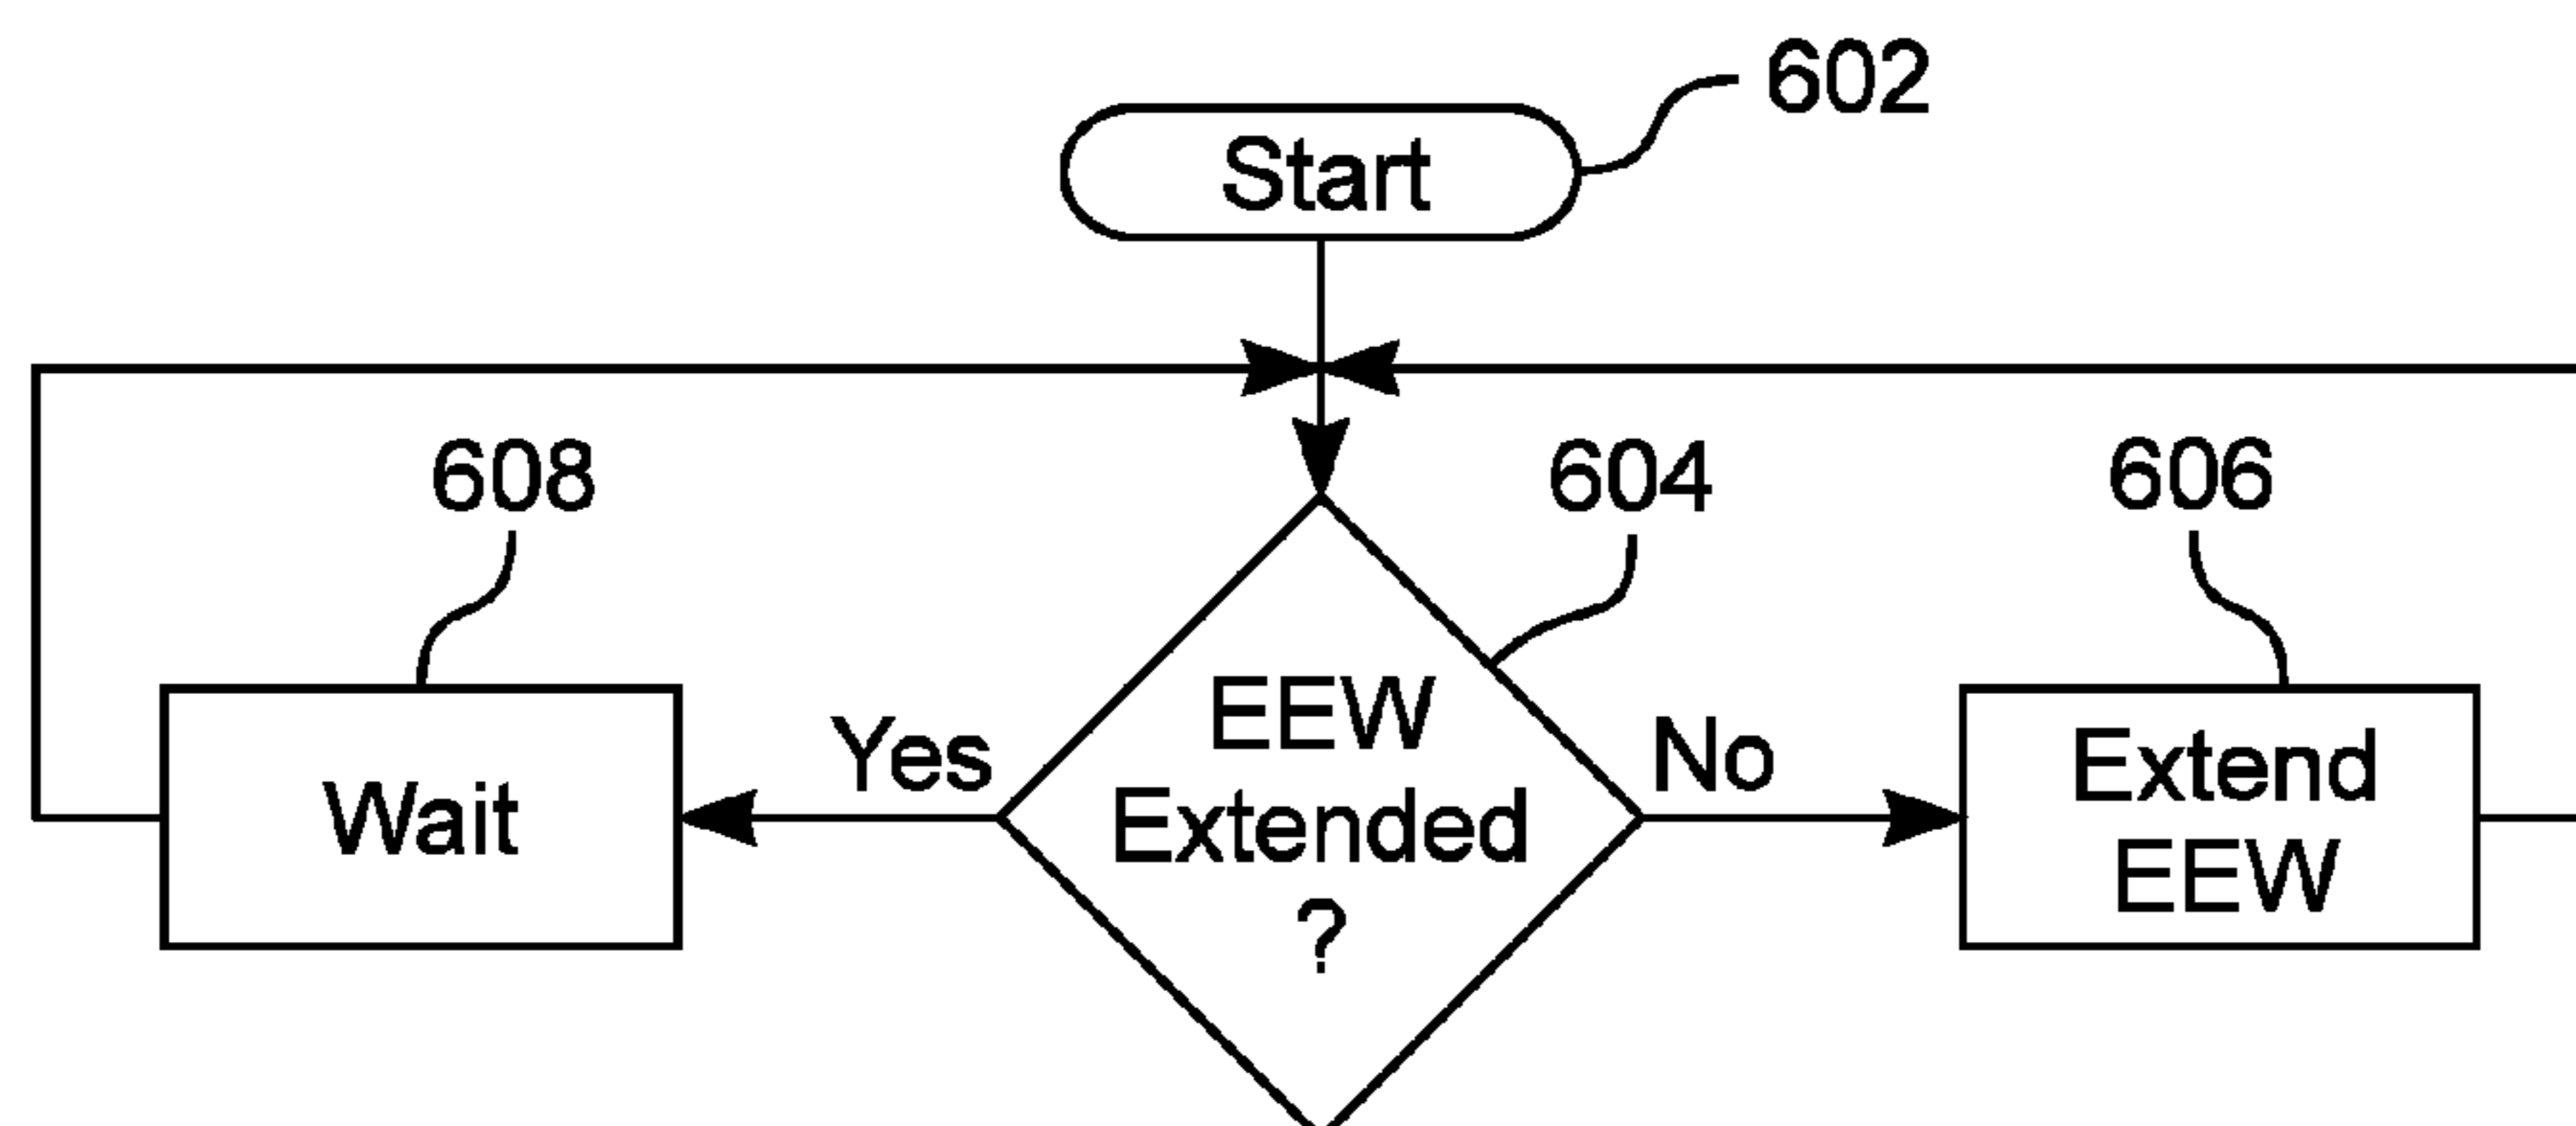 602
Start
608
604
606
Yes
EEW
Extended
?
No
Wait
Extend
EEW